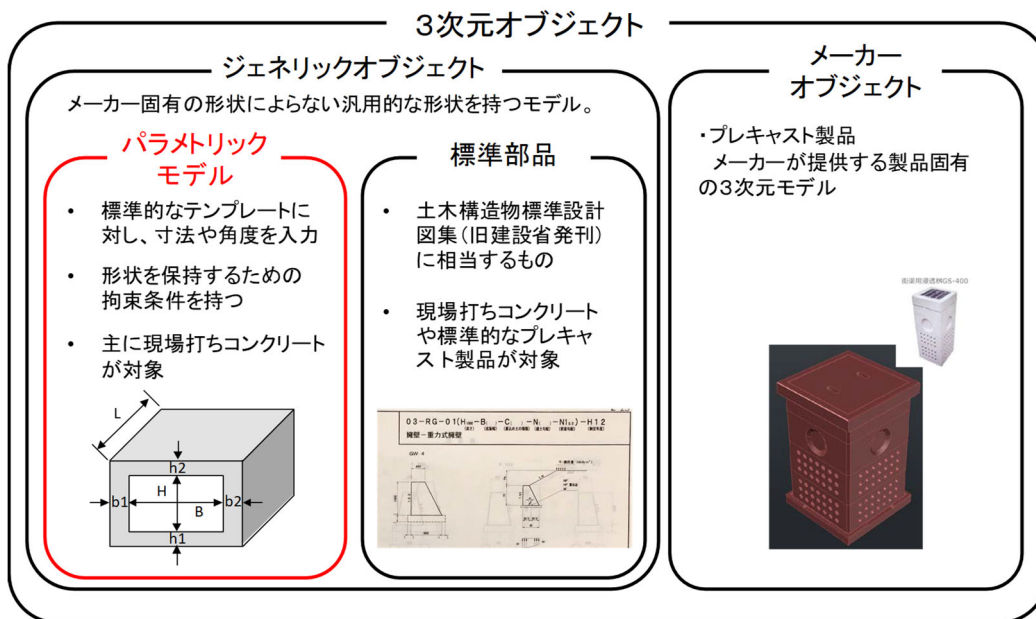 3次元オブジェクト
ジェネリックオブジェクト
メーカー固有の形状によらない汎用的な形状を持つモデル。
パラメトリック
モデル
• 標準的なテンプレートに
対し、寸法や角度を入力
• 形状を保持するための
拘束条件を持つ
• 主に現場打ちコンクリート
が対象
L
h2
b1
H
B
b2
h1
標準部品
• 土木構造物標準設計
図集(旧建設省発刊)
に相当するもの
• 現場打ちコンクリート
や標準的なプレキャ
スト製品が対象
03-RG-01(H-B-C-N-N)-H12
擁壁-重力式擁壁
GW 4
メーカー
オブジェクト
・プレキャスト製品
メーカーが提供する製品固有
の3次元モデル
街渠用浸透桝GS-400